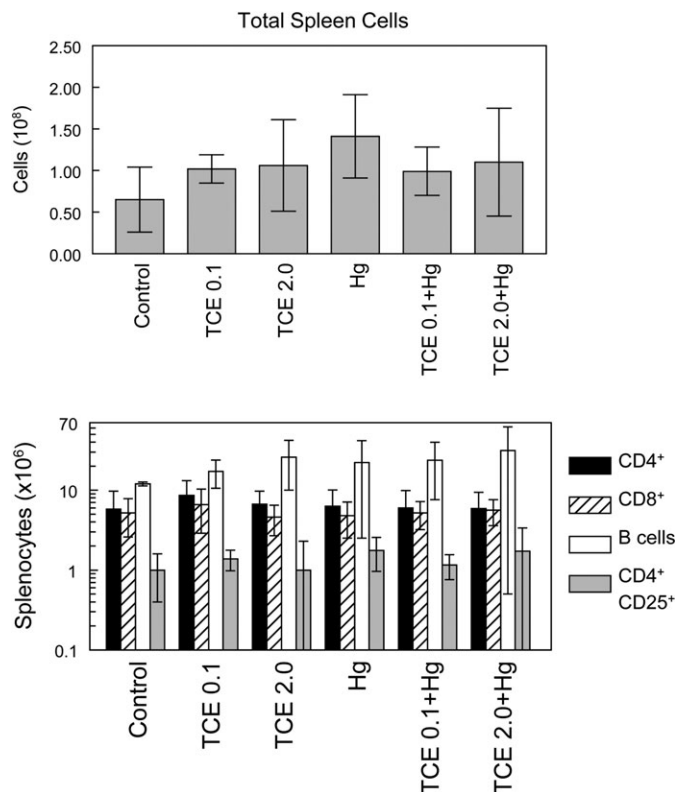 Total Spleen Cells
Cells (10⁸)
2.50
2.00
1.50
1.00
0.50
0.00
Control
TCE 0.1
TCE 2.0
Hg
TCE 0.1+Hg
TCE 2.0+Hg
Splenocytes (x10⁶)
70
10
1
0.1
Control
TCE 0.1
TCE 2.0
Hg
TCE 0.1+Hg
TCE 2.0+Hg
CD4⁺
CD8⁺
B cells
CD4⁺
CD25⁺